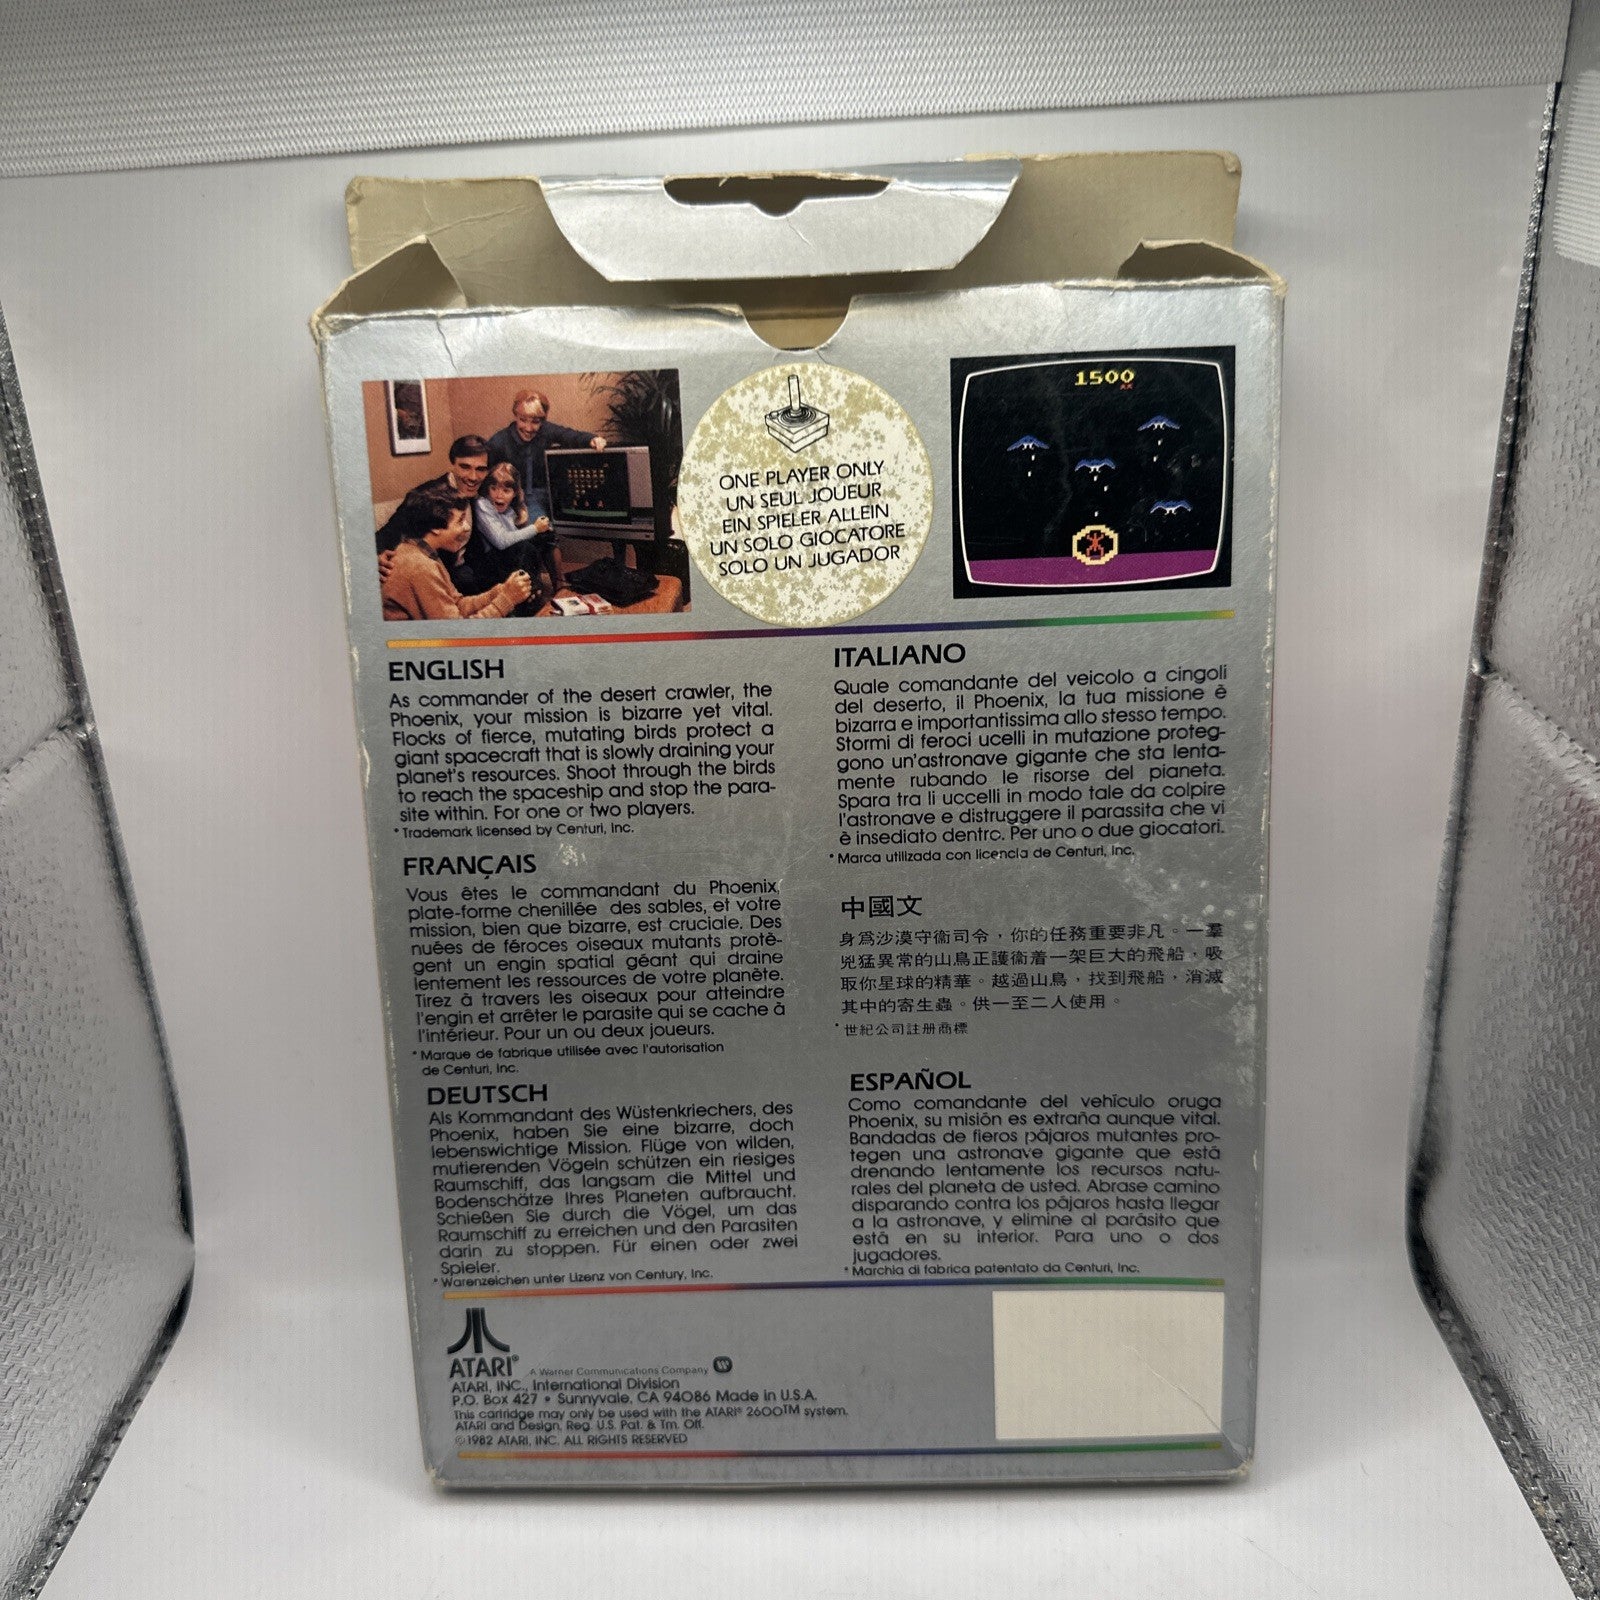 1500
ONE PLAYER ONLY
UN SEUL JOUEUR
EIN SPIELER ALLEIN
UN SOLO GIOCATORE
SOLO UN JUGADOR
ENGLISH
As commander of the desert crawler, the
Phoenix, your mission is bizarre yet vital.
Flocks of fierce, mutating birds protect a
giant spacecraft that is slowly draining your
planet's resources. Shoot through the birds
to reach the spaceship and stop the para-
site within. For one or two players.
* Trademark licensed by Centuri, Inc.
FRANÇAIS
Vous êtes le commandant du Phoenix,
plate-forme chenillée des sables, et votre
mission, bien que bizarre, est cruciale. Des
nuées de féroces oiseaux mutants protè-
gent un engin spatial géant qui draine
lentement les ressources de votre planète.
Tirez à travers les oiseaux pour atteindre
l'engin et arrêter le parasite qui se cache à
l'intérieur. Pour un ou deux joueurs.
* Marque de fabrique utilisée avec l'autorisation
de Centuri, Inc.
DEUTSCH
Als Kommandant des Wüstenkriechers, des
Phoenix, haben Sie eine bizarre, doch
lebenswichtige Mission. Flüge von wilden,
mutierenden Vögeln schützen ein riesiges
Raumschiff, das langsam die Mittel und
Bodenschätze Ihres Planeten aufbraucht.
Schießen Sie durch die Vögel, um das
Raumschiff zu erreichen und den Parasiten
darin zu stoppen. Für einen oder zwei
Spieler.
* Warenzeichen unter Lizenz von Century, Inc.
ITALIANO
Quale comandante del veicolo a cingoli
del deserto, il Phoenix, la tua missione è
bizarra e importantissima allo stesso tempo.
Stormi di feroci ucelli in mutazione proteg-
gono un'astronave gigante che sta lenta-
mente rubando le risorse del pianeta.
Spara tra li uccelli in modo tale da colpire
l'astronave e distruggere il parassita che vi
è insediato dentro. Per uno o due giocatori.
* Marca utilizada con licencia de Centuri, Inc.
中國文
身爲沙漠守衞司令，你的任務重要非凡。一羣
兇猛異常的山鳥正護衞着一架巨大的飛船，吸
取你星球的精華。越過山鳥，找到飛船，消滅
其中的寄生蟲。供一至二人使用。
* 世紀公司註册商標
ESPAÑOL
Como comandante del vehículo oruga
Phoenix, su misión es extraña aunque vital.
Bandadas de fieros pájaros mutantes pro-
tegen una astronave gigante que está
drenando lentamente los recursos natu-
rales del planeta de usted. Abrase camino
disparando contra los pájaros hasta llegar
a la astronave, y elimine al parásito que
está en su interior. Para uno o dos
jugadores.
* Marchia di fabrica patentato da Centuri, Inc.
ATARI® A Warner Communications Company
ATARI, INC., International Division
P.O. Box 427 • Sunnyvale, CA 94086 Made in U.S.A.
This cartridge may only be used with the ATARI® 2600™ system.
ATARI and Design, Reg. U.S. Pat. & Tm. Off.
© 1982 ATARI, INC. ALL RIGHTS RESERVED